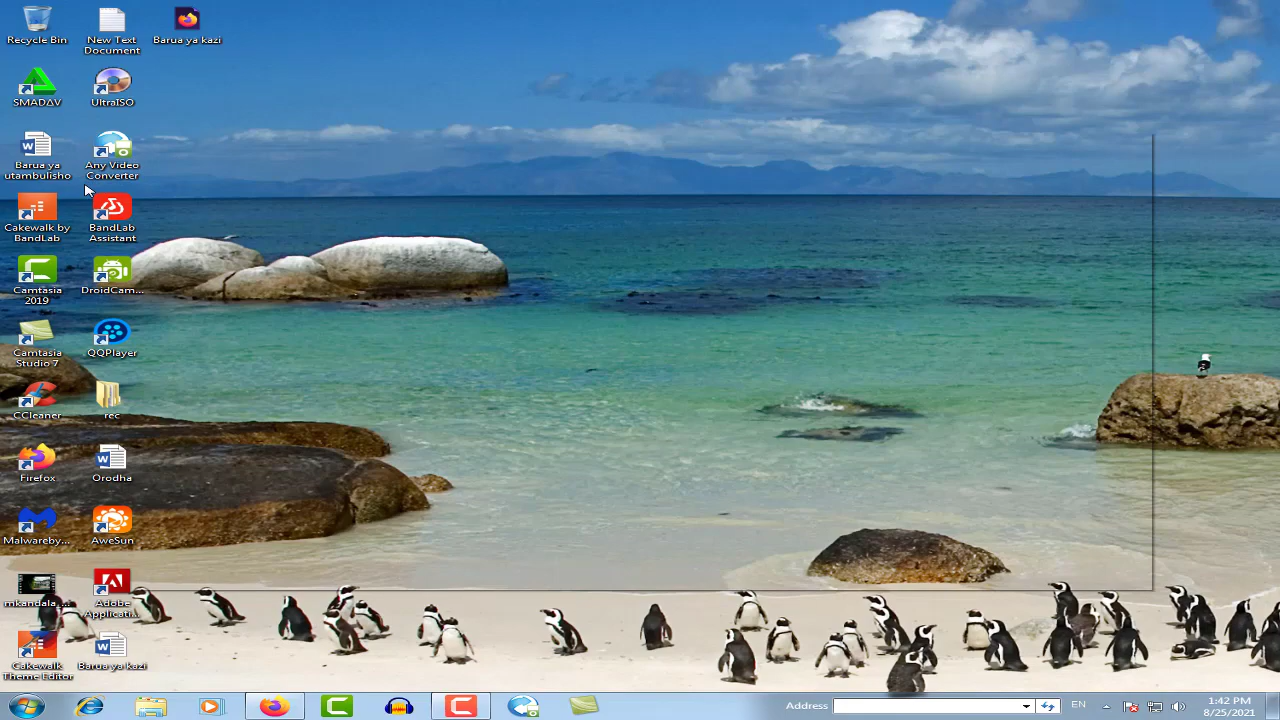 Recycle Bin
New Text
Document
Barua ya kazi
SMADΔV
UltraISO
Barua ya
utambulisho
Any Video
Converter
Cakewalk by
BandLab
BandLab
Assistant
Camtasia
2019
DroidCam...
Camtasia
Studio 7
QQPlayer
CCleaner
rec
Firefox
Orodha
Malwareby...
AweSun
mkandala...
Adobe
Applicati...
Cakewalk
Theme Editor
Barua ya kazi
Address
EN
1:42 PM
8/25/2021